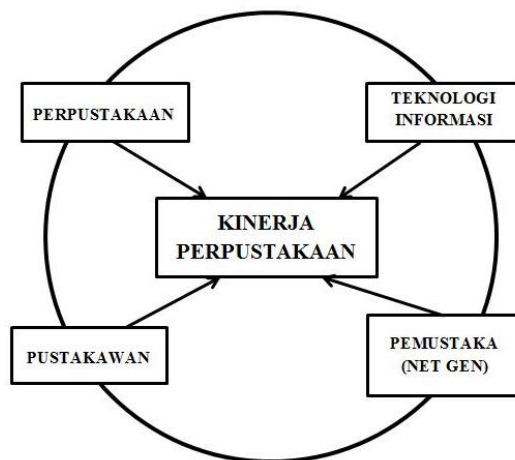 PERPUSTAKAAN
TEKNOLOGI
INFORMASI
KINERJA
PERPUSTAKAAN
PUSTAKAWAN
PEMUSTAKA
(NET GEN)